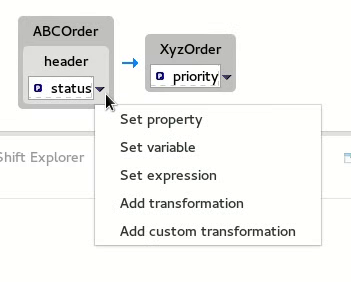 ABCOrder
header
status
XyzOrder
priority
Set property
Set variable
Set expression
Add transformation
Add custom transformation
Shift Explorer